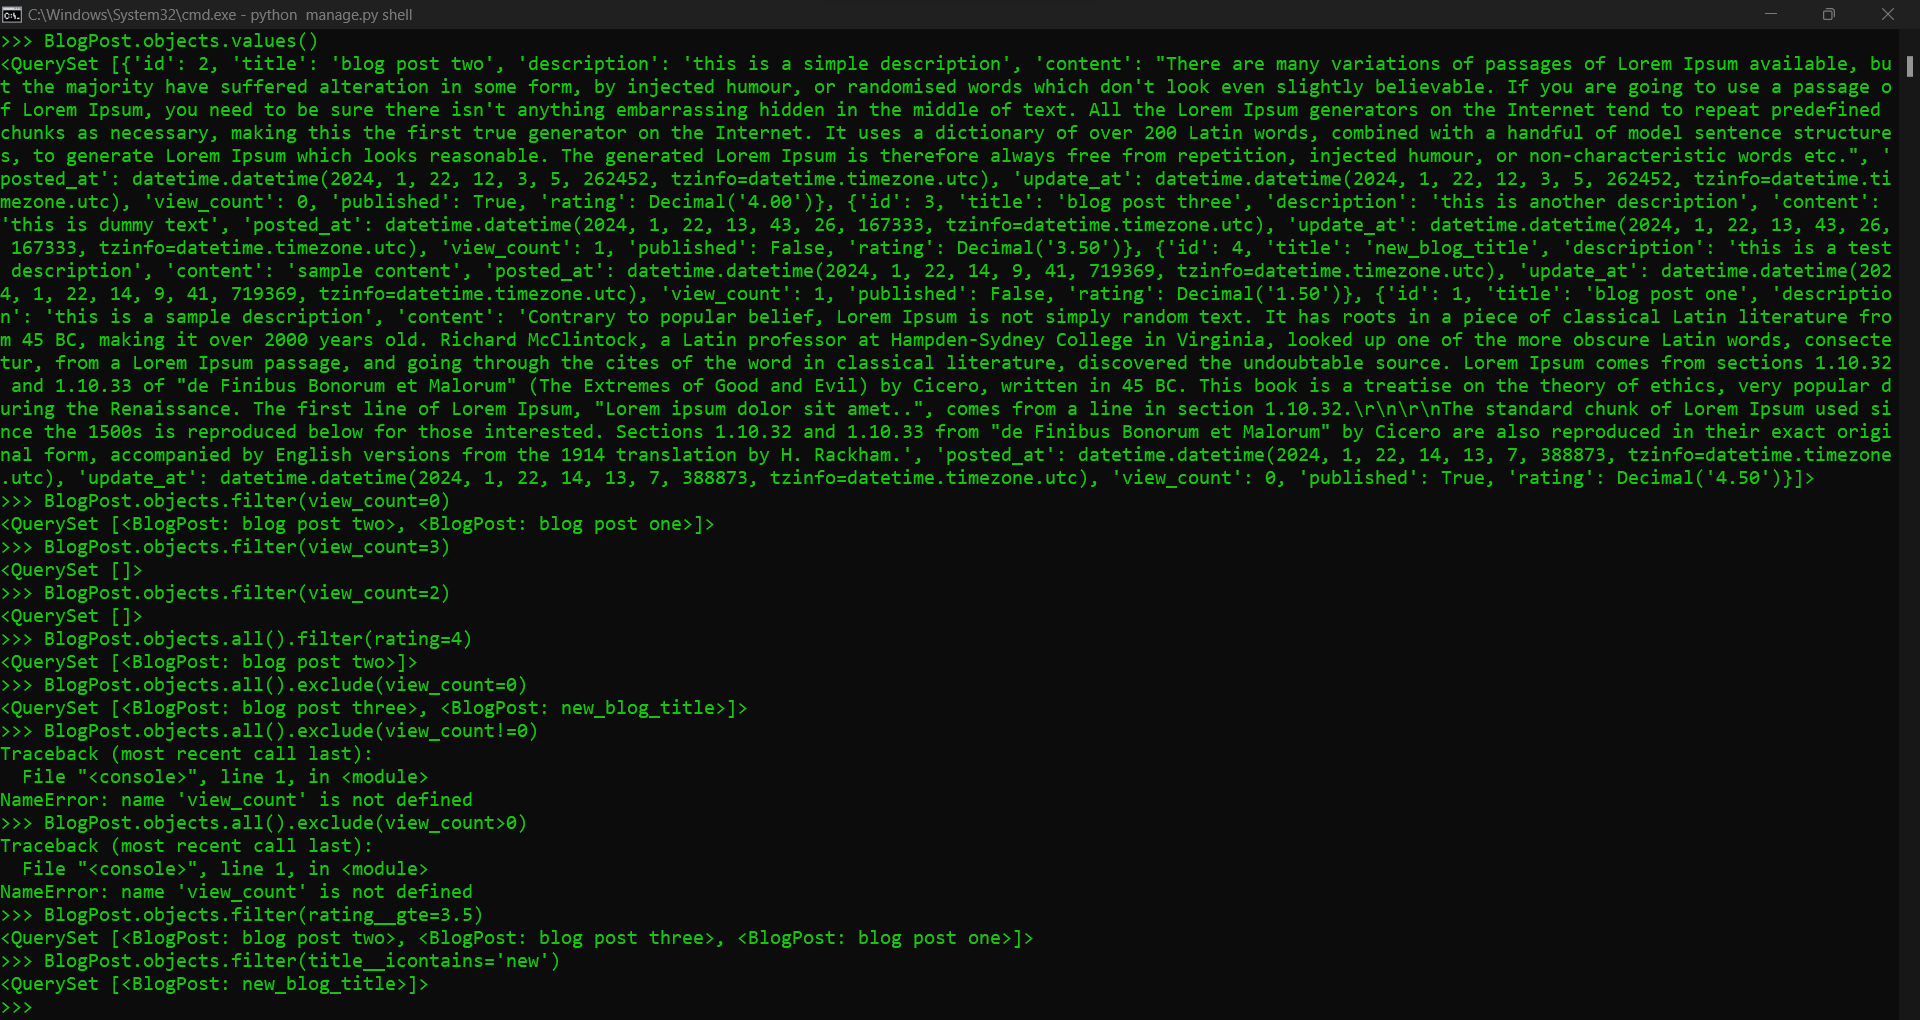 C:\Windows\System32\cmd.exe - python  manage.py shell
>>> BlogPost.objects.values()
<QuerySet [{'id': 2, 'title': 'blog post two', 'description': 'this is a simple description', 'content': "There are many variations of passages of Lorem Ipsum available, bu
t the majority have suffered alteration in some form, by injected humour, or randomised words which don't look even slightly believable. If you are going to use a passage o
f Lorem Ipsum, you need to be sure there isn't anything embarrassing hidden in the middle of text. All the Lorem Ipsum generators on the Internet tend to repeat predefined
chunks as necessary, making this the first true generator on the Internet. It uses a dictionary of over 200 Latin words, combined with a handful of model sentence structure
s, to generate Lorem Ipsum which looks reasonable. The generated Lorem Ipsum is therefore always free from repetition, injected humour, or non-characteristic words etc.", '
posted_at': datetime.datetime(2024, 1, 22, 12, 3, 5, 262452, tzinfo=datetime.timezone.utc), 'update_at': datetime.datetime(2024, 1, 22, 12, 3, 5, 262452, tzinfo=datetime.ti
mezone.utc), 'view_count': 0, 'published': True, 'rating': Decimal('4.00')}, {'id': 3, 'title': 'blog post three', 'description': 'this is another description', 'content':
'this is dummy text', 'posted_at': datetime.datetime(2024, 1, 22, 13, 43, 26, 167333, tzinfo=datetime.timezone.utc), 'update_at': datetime.datetime(2024, 1, 22, 13, 43, 26,
 167333, tzinfo=datetime.timezone.utc), 'view_count': 1, 'published': False, 'rating': Decimal('3.50')}, {'id': 4, 'title': 'new_blog_title', 'description': 'this is a test
 description', 'content': 'sample content', 'posted_at': datetime.datetime(2024, 1, 22, 14, 9, 41, 719369, tzinfo=datetime.timezone.utc), 'update_at': datetime.datetime(202
4, 1, 22, 14, 9, 41, 719369, tzinfo=datetime.timezone.utc), 'view_count': 1, 'published': False, 'rating': Decimal('1.50')}, {'id': 1, 'title': 'blog post one', 'descriptio
n': 'this is a sample description', 'content': 'Contrary to popular belief, Lorem Ipsum is not simply random text. It has roots in a piece of classical Latin literature fro
m 45 BC, making it over 2000 years old. Richard McClintock, a Latin professor at Hampden-Sydney College in Virginia, looked up one of the more obscure Latin words, consecte
tur, from a Lorem Ipsum passage, and going through the cites of the word in classical literature, discovered the undoubtable source. Lorem Ipsum comes from sections 1.10.32
 and 1.10.33 of "de Finibus Bonorum et Malorum" (The Extremes of Good and Evil) by Cicero, written in 45 BC. This book is a treatise on the theory of ethics, very popular d
uring the Renaissance. The first line of Lorem Ipsum, "Lorem ipsum dolor sit amet..", comes from a line in section 1.10.32.\r\n\r\nThe standard chunk of Lorem Ipsum used si
nce the 1500s is reproduced below for those interested. Sections 1.10.32 and 1.10.33 from "de Finibus Bonorum et Malorum" by Cicero are also reproduced in their exact origi
nal form, accompanied by English versions from the 1914 translation by H. Rackham.', 'posted_at': datetime.datetime(2024, 1, 22, 14, 13, 7, 388873, tzinfo=datetime.timezone
.utc), 'update_at': datetime.datetime(2024, 1, 22, 14, 13, 7, 388873, tzinfo=datetime.timezone.utc), 'view_count': 0, 'published': True, 'rating': Decimal('4.50')}]>
>>> BlogPost.objects.filter(view_count=0)
<QuerySet [<BlogPost: blog post two>, <BlogPost: blog post one>]>
>>> BlogPost.objects.filter(view_count=3)
<QuerySet []>
>>> BlogPost.objects.filter(view_count=2)
<QuerySet []>
>>> BlogPost.objects.all().filter(rating=4)
<QuerySet [<BlogPost: blog post two>]>
>>> BlogPost.objects.all().exclude(view_count=0)
<QuerySet [<BlogPost: blog post three>, <BlogPost: new_blog_title>]>
>>> BlogPost.objects.all().exclude(view_count!=0)
Traceback (most recent call last):
  File "<console>", line 1, in <module>
NameError: name 'view_count' is not defined
>>> BlogPost.objects.all().exclude(view_count>0)
Traceback (most recent call last):
  File "<console>", line 1, in <module>
NameError: name 'view_count' is not defined
>>> BlogPost.objects.filter(rating__gte=3.5)
<QuerySet [<BlogPost: blog post two>, <BlogPost: blog post three>, <BlogPost: blog post one>]>
>>> BlogPost.objects.filter(title__icontains='new')
<QuerySet [<BlogPost: new_blog_title>]>
>>>